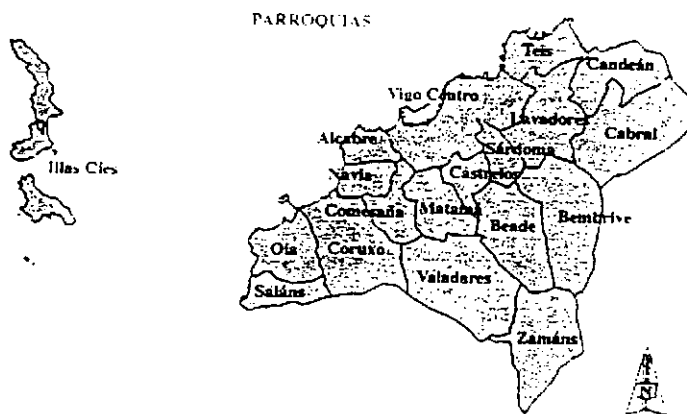 PARROQUIAS
Teis
Candeán
Vigo Centro
Lavadores
Cabral
Alcabre
Sárdoma
Illas Cíes
Navia
Castrelos
Comesaña
Matamá
Beade
Bembrive
Oia
Coruxo
Valadares
Saiáns
Zamáns
N